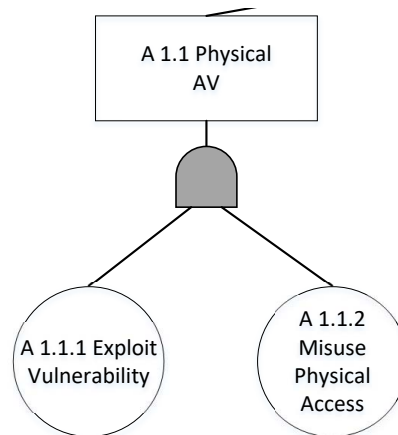 A 1.1 Physical
AV
A 1.1.1 Exploit
Vulnerability
A 1.1.2
Misuse
Physical
Access